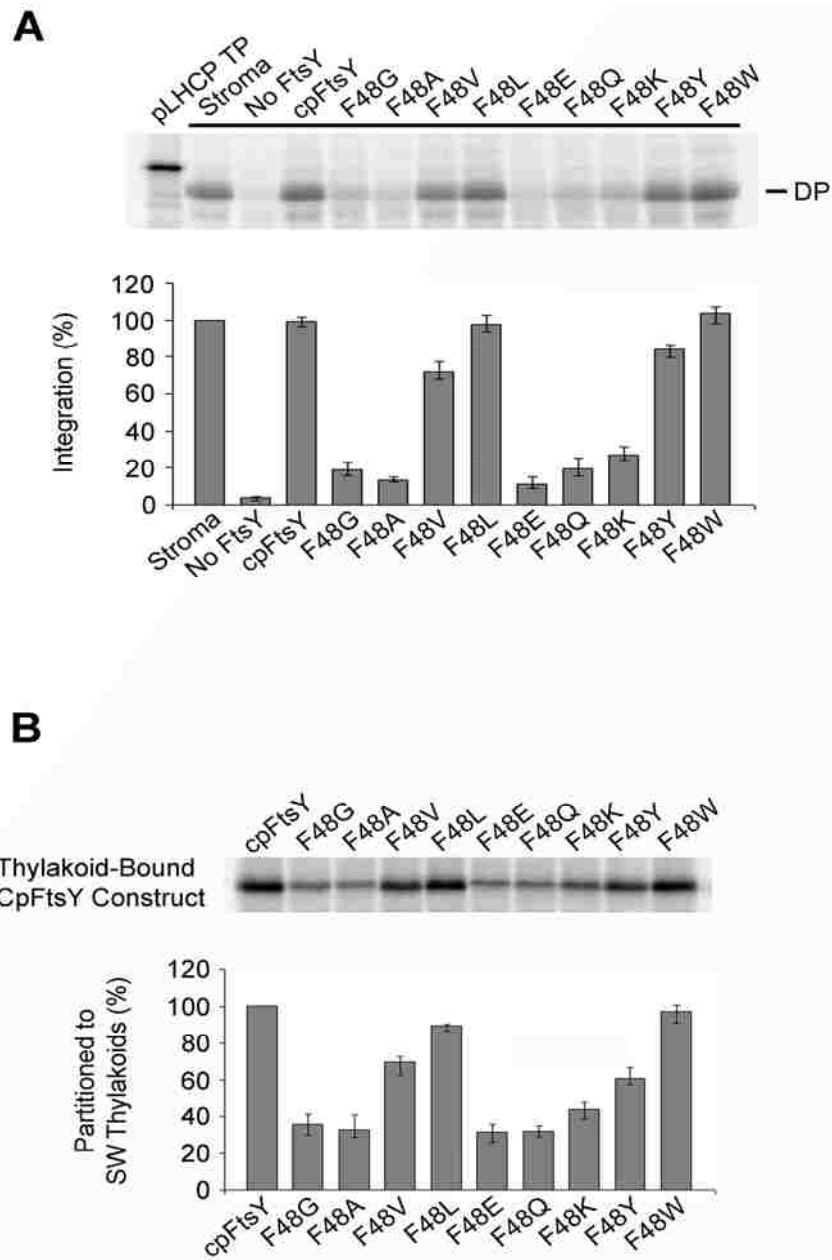 A
pLHCP TP
Stroma
No FtsY
cpFtsY
F48G
F48A
F48V
F48L
F48E
F48Q
F48K
F48Y
F48W
DP
Integration (%)
120
100
80
60
40
20
0
Stroma
No FtsY
cpFtsY
F48G
F48A
F48V
F48L
F48E
F48Q
F48K
F48Y
F48W
B
cpFtsY
F48G
F48A
F48V
F48L
F48E
F48Q
F48K
F48Y
F48W
Thylakoid-Bound
CpFtsY Construct
Partitioned to
SW Thylakoids (%)
120
100
80
60
40
20
0
cpFtsY
F48G
F48A
F48V
F48L
F48E
F48Q
F48K
F48Y
F48W